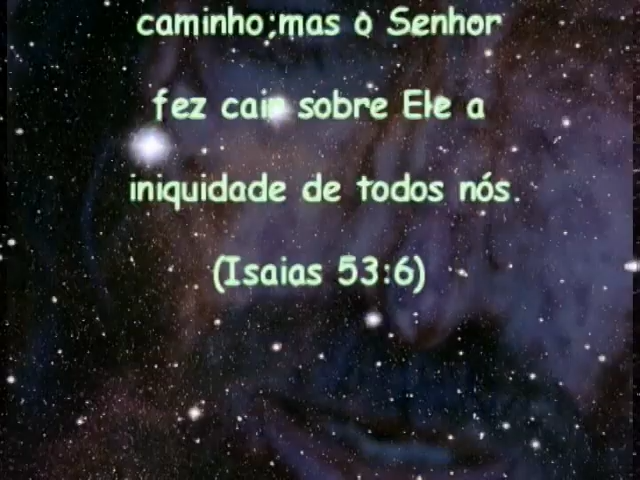 caminho;mas o Senhor
fez cair sobre Ele a
iniquidade de todos nós.
(Isaias 53:6)